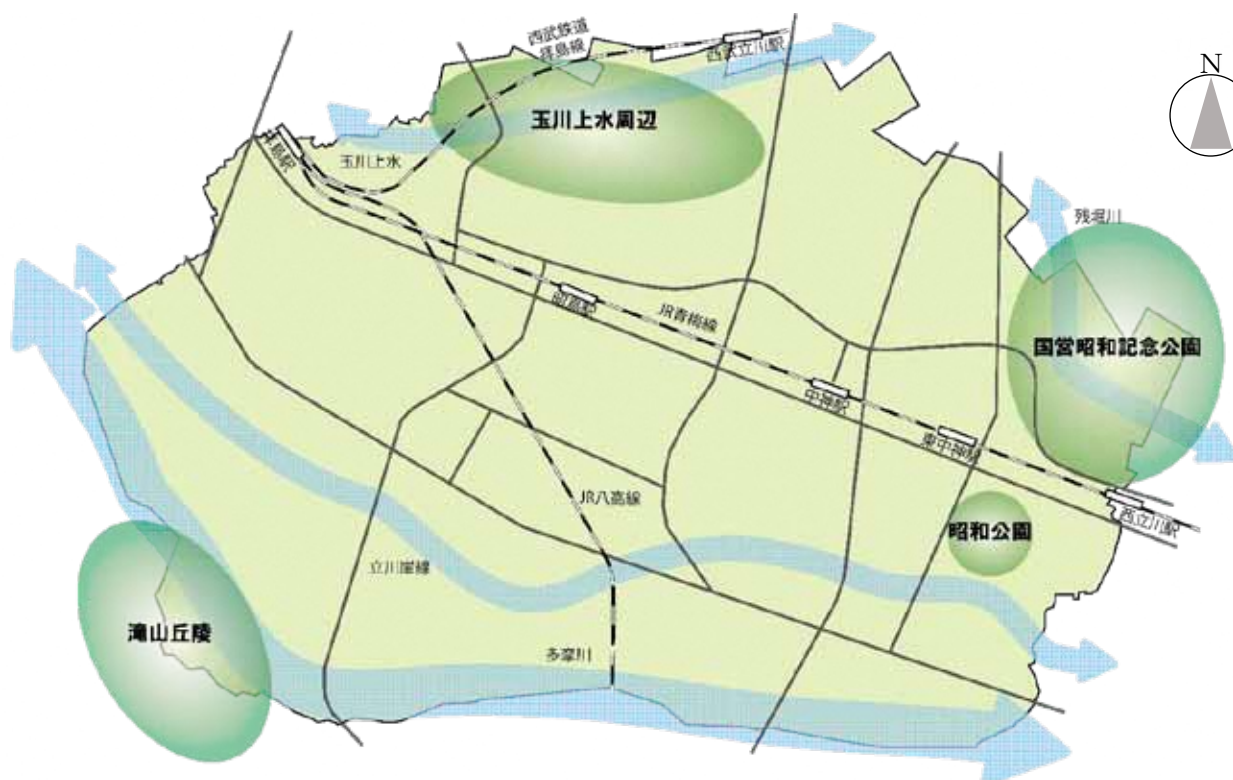 西武鉄道
拝島線
西武立川駅
N
玉川上水周辺
拝島駅
玉川上水
残堀川
昭島駅
JR青梅線
国営昭和記念公園
中神駅
東中神駅
西立川駅
昭和公園
JR八高線
立川崖線
滝山丘陵
多摩川